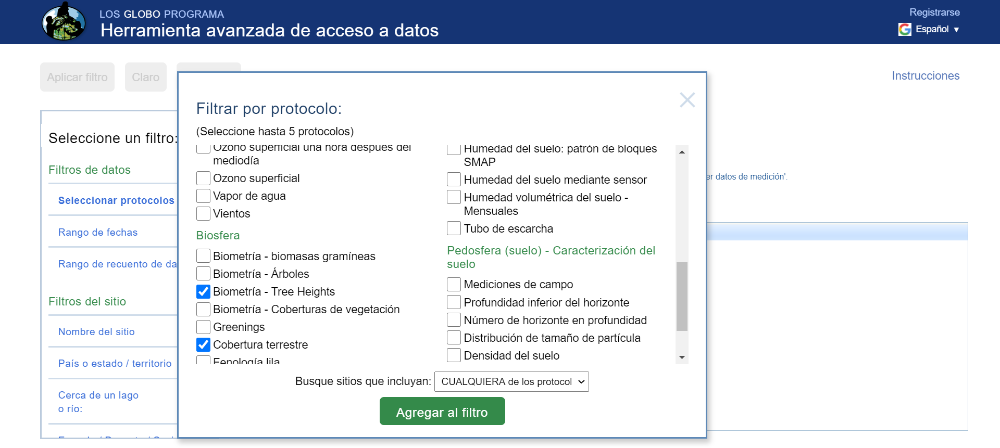 LOS GLOBO PROGRAMA
Herramienta avanzada de acceso a datos
Registrarse
Español ▼
Aplicar filtro
Claro
Instrucciones
Seleccione un filtro:
Filtros de datos
Seleccionar protocolos
Rango de fechas
Rango de recuento de da
Filtros del sitio
Nombre del sitio
País o estado / territorio
Cerca de un lago
o río:
Filtrar por protocolo:
(Seleccione hasta 5 protocolos)
Ozono superficial una hora después del
mediodía
Ozono superficial
Vapor de agua
Vientos
Biosfera
Biometría - biomasas gramíneas
Biometría - Árboles
Biometría - Tree Heights
Biometría - Coberturas de vegetación
Greenings
Cobertura terrestre
Fenología lila
Humedad del suelo: patrón de bloques
SMAP
Humedad del suelo mediante sensor
Humedad volumétrica del suelo -
Mensuales
Tubo de escarcha
Pedosfera (suelo) - Caracterización del
suelo
Mediciones de campo
Profundidad inferior del horizonte
Número de horizonte en profundidad
Distribución de tamaño de partícula
Densidad del suelo
Busque sitios que incluyan:
CUALQUIERA de los protocol
Agregar al filtro
er datos de medición'.